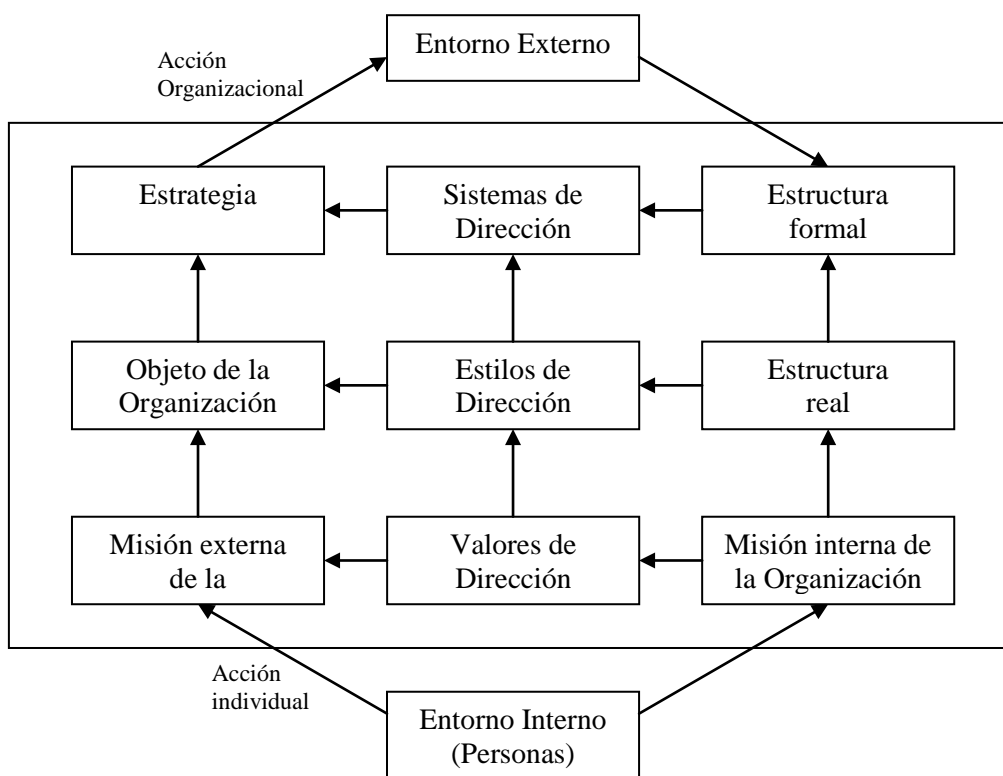 Entorno Externo
Acción
Organizacional
Estrategia
Sistemas de
Dirección
Estructura
formal
Objeto de la
Organización
Estilos de
Dirección
Estructura
real
Misión externa
de la
Valores de
Dirección
Misión interna de
la Organización
Acción
individual
Entorno Interno
(Personas)